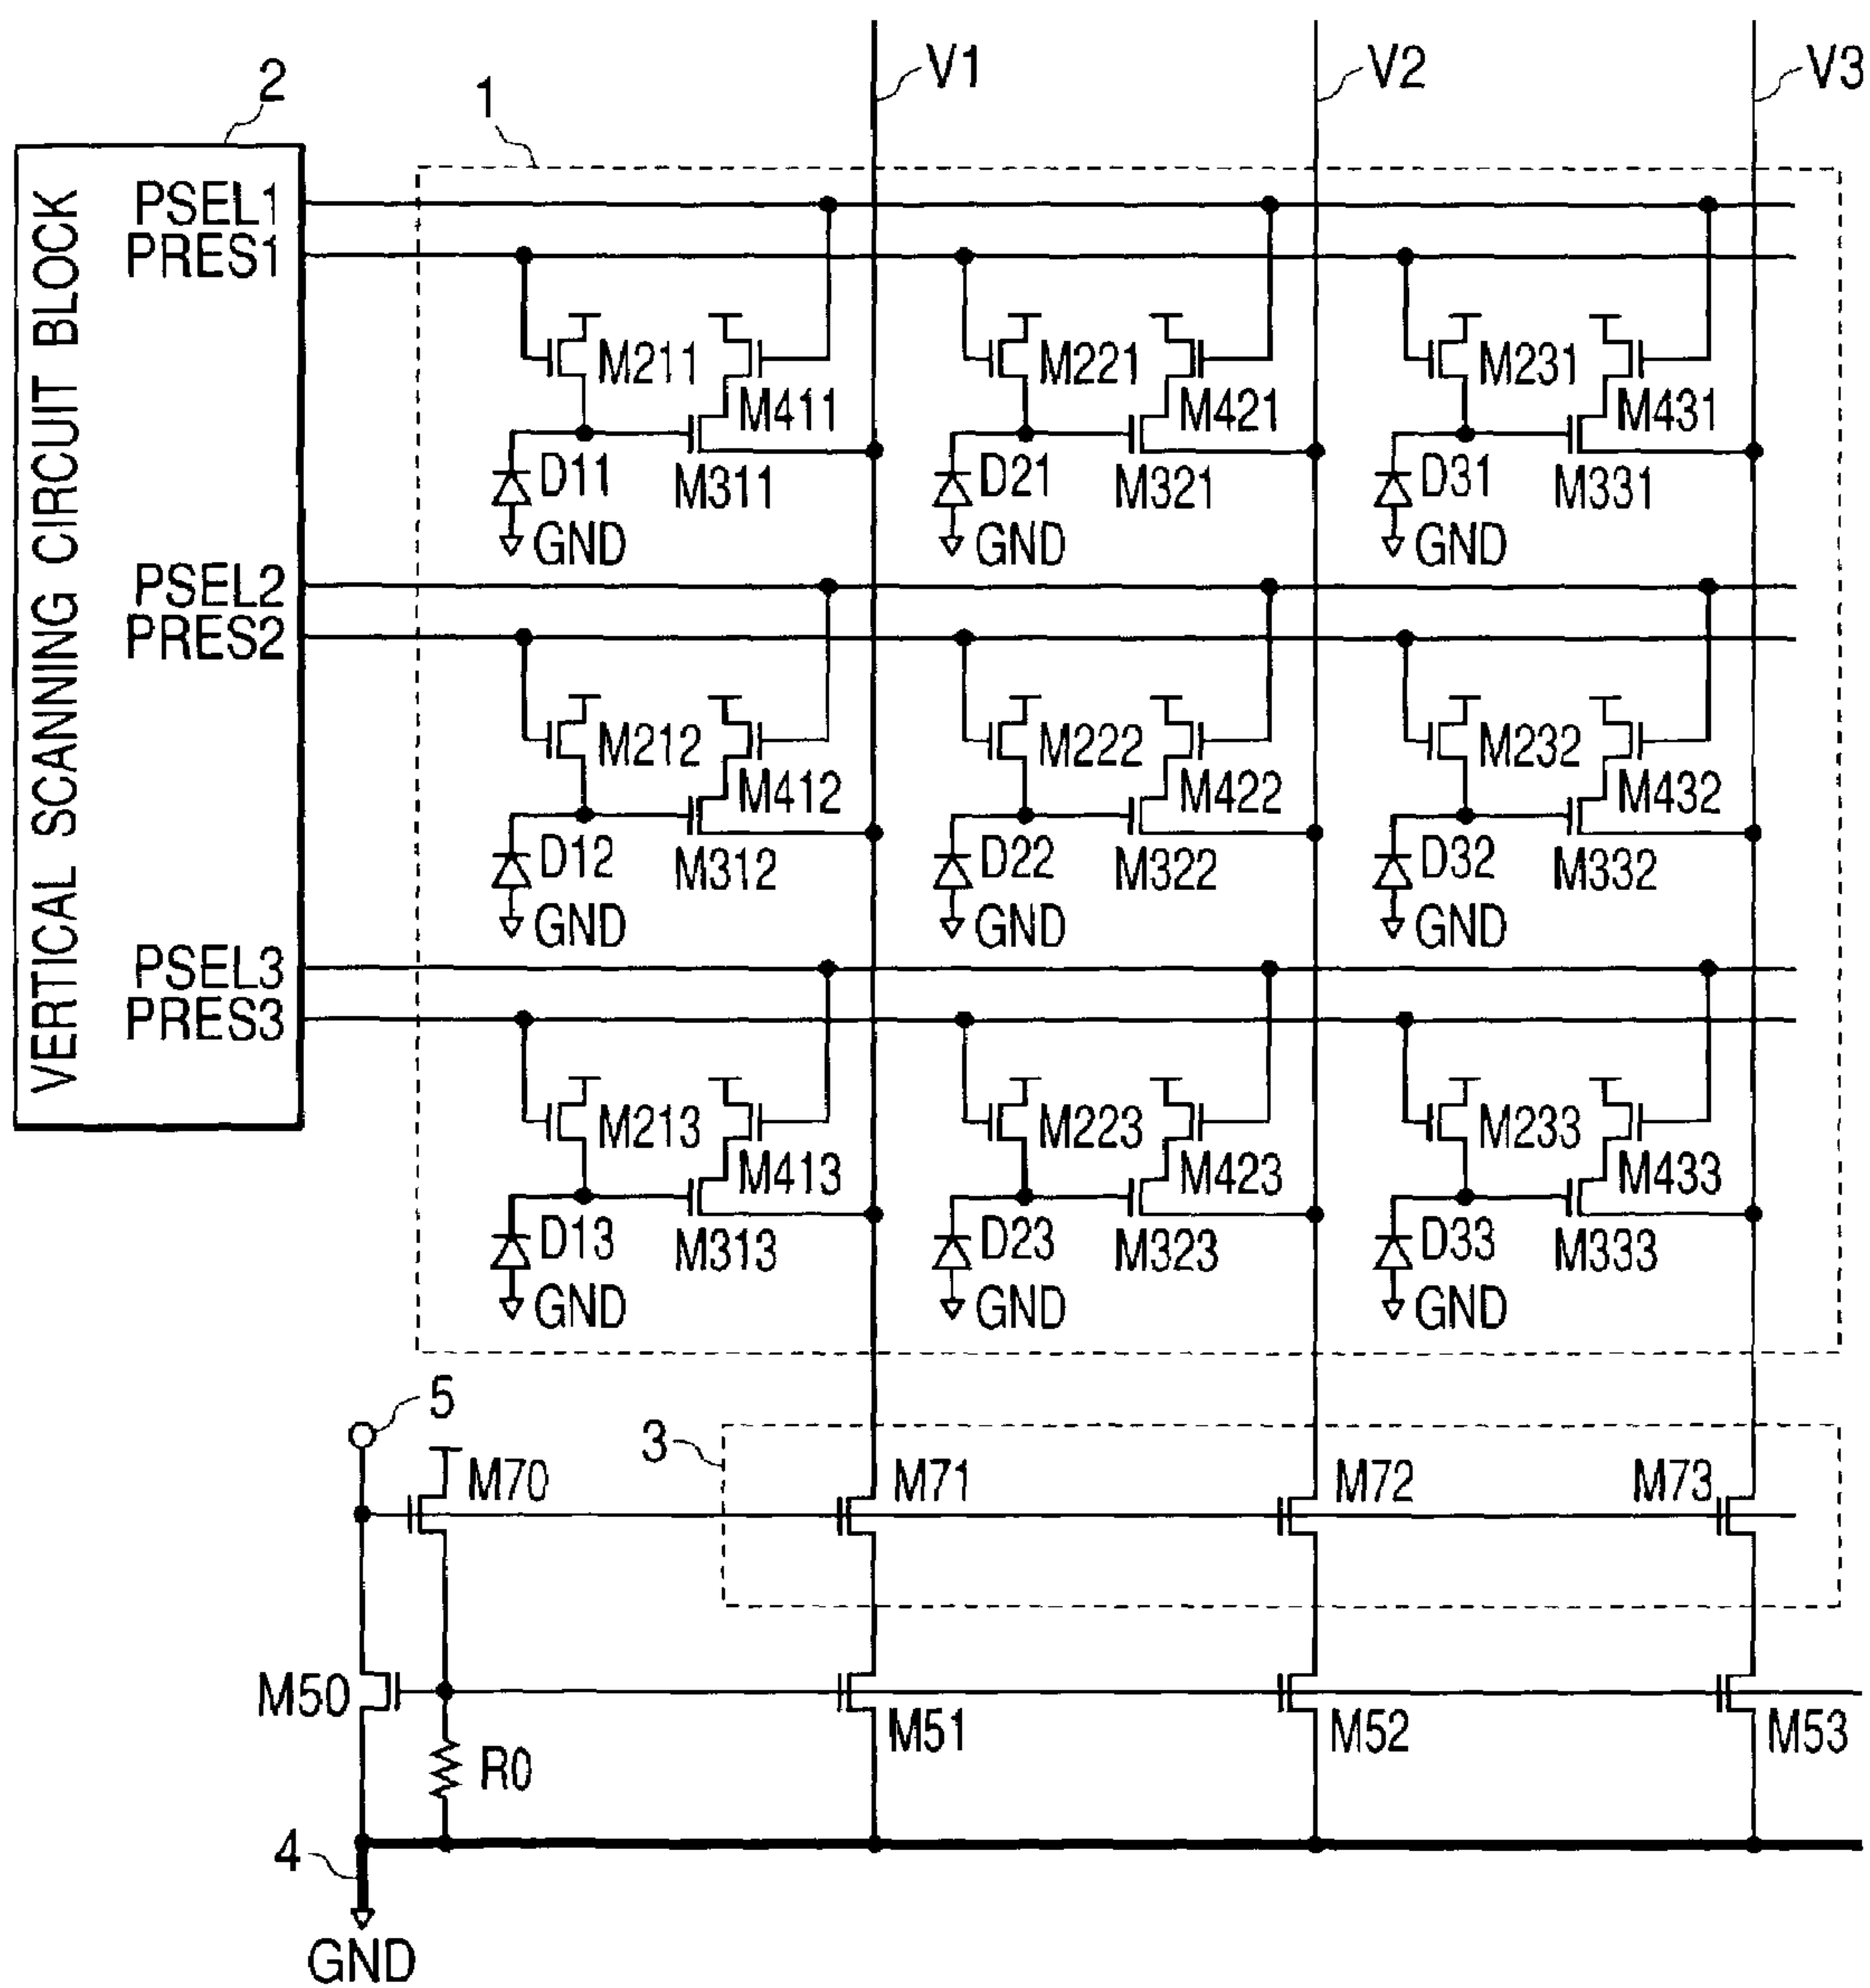 2
1
V1
V2
V3
VERTICAL SCANNING CIRCUIT BLOCK
PSEL1
PRES1
M211
M411
M221
M421
M231
M431
D11
M311
D21
M321
D31
M331
GND
GND
GND
PSEL2
PRES2
M212
M412
M222
M422
M232
M432
D12
M312
D22
M322
D32
M332
GND
GND
GND
PSEL3
PRES3
M213
M413
M223
M423
M233
M433
D13
M313
D23
M323
D33
M333
GND
GND
GND
5
3
M70
M71
M72
M73
M50
M51
M52
M53
R0
4
GND